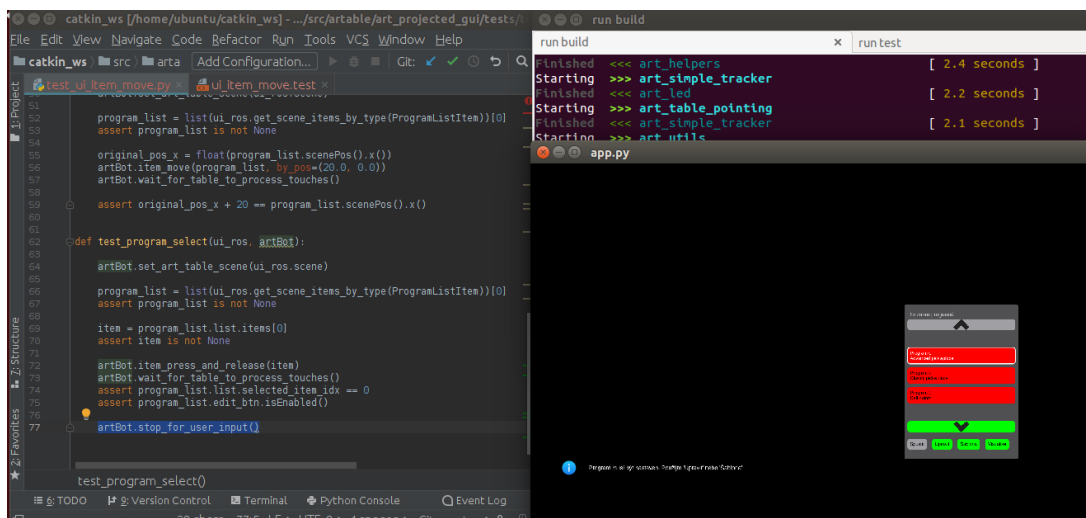 catkin_ws [/home/ubuntu/catkin_ws] - .../src/artable/art_projected_gui/tests/t
File Edit View Navigate Code Refactor Run Tools VCS Window Help
catkin_ws src arta Add Configuration... Git:
test_ui_item_move.py × ui_item_move.test ×
1: Project
7: Structure
2: Favorites
51
52 program_list = list(ui_ros.get_scene_items_by_type(ProgramListItem))[0]
53 assert program_list is not None
54
55 original_pos_x = float(program_list.scenePos().x())
56 artBot.item_move(program_list, by_pos=(20.0, 0.0))
57 artBot.wait_for_table_to_process_touches()
58
59 assert original_pos_x + 20 == program_list.scenePos().x()
60
61
62 def test_program_select(ui_ros, artBot):
63
64 artBot.set_art_table_scene(ui_ros.scene)
65
66 program_list = list(ui_ros.get_scene_items_by_type(ProgramListItem))[0]
67 assert program_list is not None
68
69 item = program_list.list.items[0]
70 assert item is not None
71
72 artBot.item_press_and_release(item)
73 artBot.wait_for_table_to_process_touches()
74 assert program_list.list.selected_item_idx == 0
75 assert program_list.edit_btn.isEnabled()
76
77 artBot.stop_for_user_input()
test_program_select()
6: TODO 9: Version Control Terminal Python Console Event Log
run build
run build × run test
Finished <<< art_helpers [ 2.4 seconds ]
Starting >>> art_simple_tracker
Finished <<< art_led [ 2.2 seconds ]
Starting >>> art_table_pointing
Finished <<< art_simple_tracker [ 2.1 seconds ]
Starting >>> art_utils
app.py